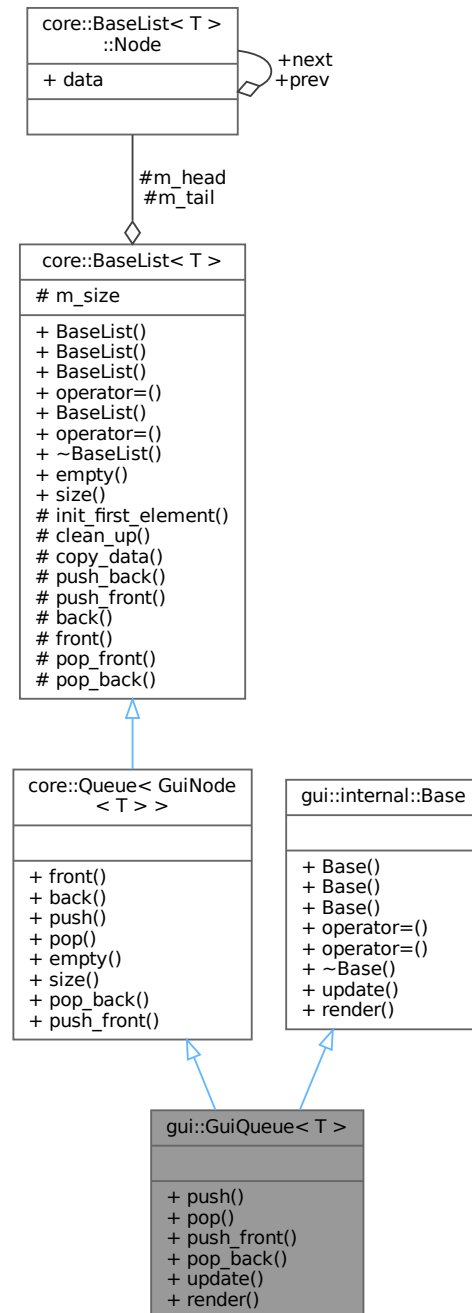 core::BaseList< T >
::Node
+ data
+next
+prev
#m_head
#m_tail
core::BaseList< T >
# m_size
+ BaseList()
+ BaseList()
+ BaseList()
+ operator=()
+ BaseList()
+ operator=()
+ ~BaseList()
+ empty()
+ size()
# init_first_element()
# clean_up()
# copy_data()
# push_back()
# push_front()
# back()
# front()
# pop_front()
# pop_back()
core::Queue< GuiNode
< T > >
+ front()
+ back()
+ push()
+ pop()
+ empty()
+ size()
+ pop_back()
+ push_front()
gui::internal::Base
+ Base()
+ Base()
+ Base()
+ operator=()
+ operator=()
+ ~Base()
+ update()
+ render()
gui::GuiQueue< T >
+ push()
+ pop()
+ push_front()
+ pop_back()
+ update()
+ render()